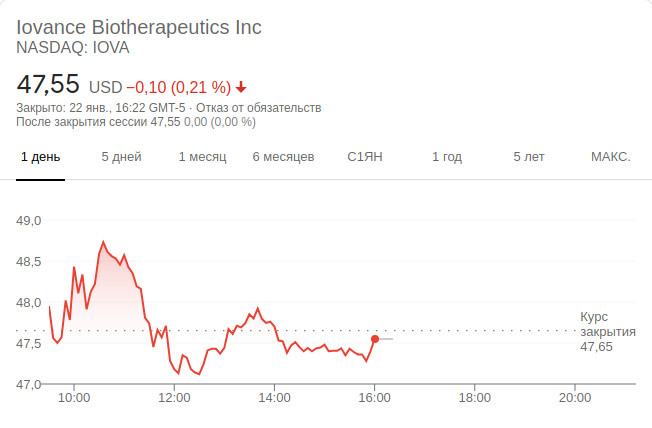 Iovance Biotherapeutics Inc
NASDAQ: IOVA
47,55 USD −0,10 (0,21 %)
Закрыто: 22 янв., 16:22 GMT-5 · Отказ от обязательств
После закрытия сессии 47,55 0,00 (0,00 %)
1 день 5 дней 1 месяц 6 месяцев С1ЯН 1 год 5 лет МАКС.
49,0
48,5
48,0
Курс
закрытия
47,65
47,5
47,0
10:00 12:00 14:00 16:00 18:00 20:00